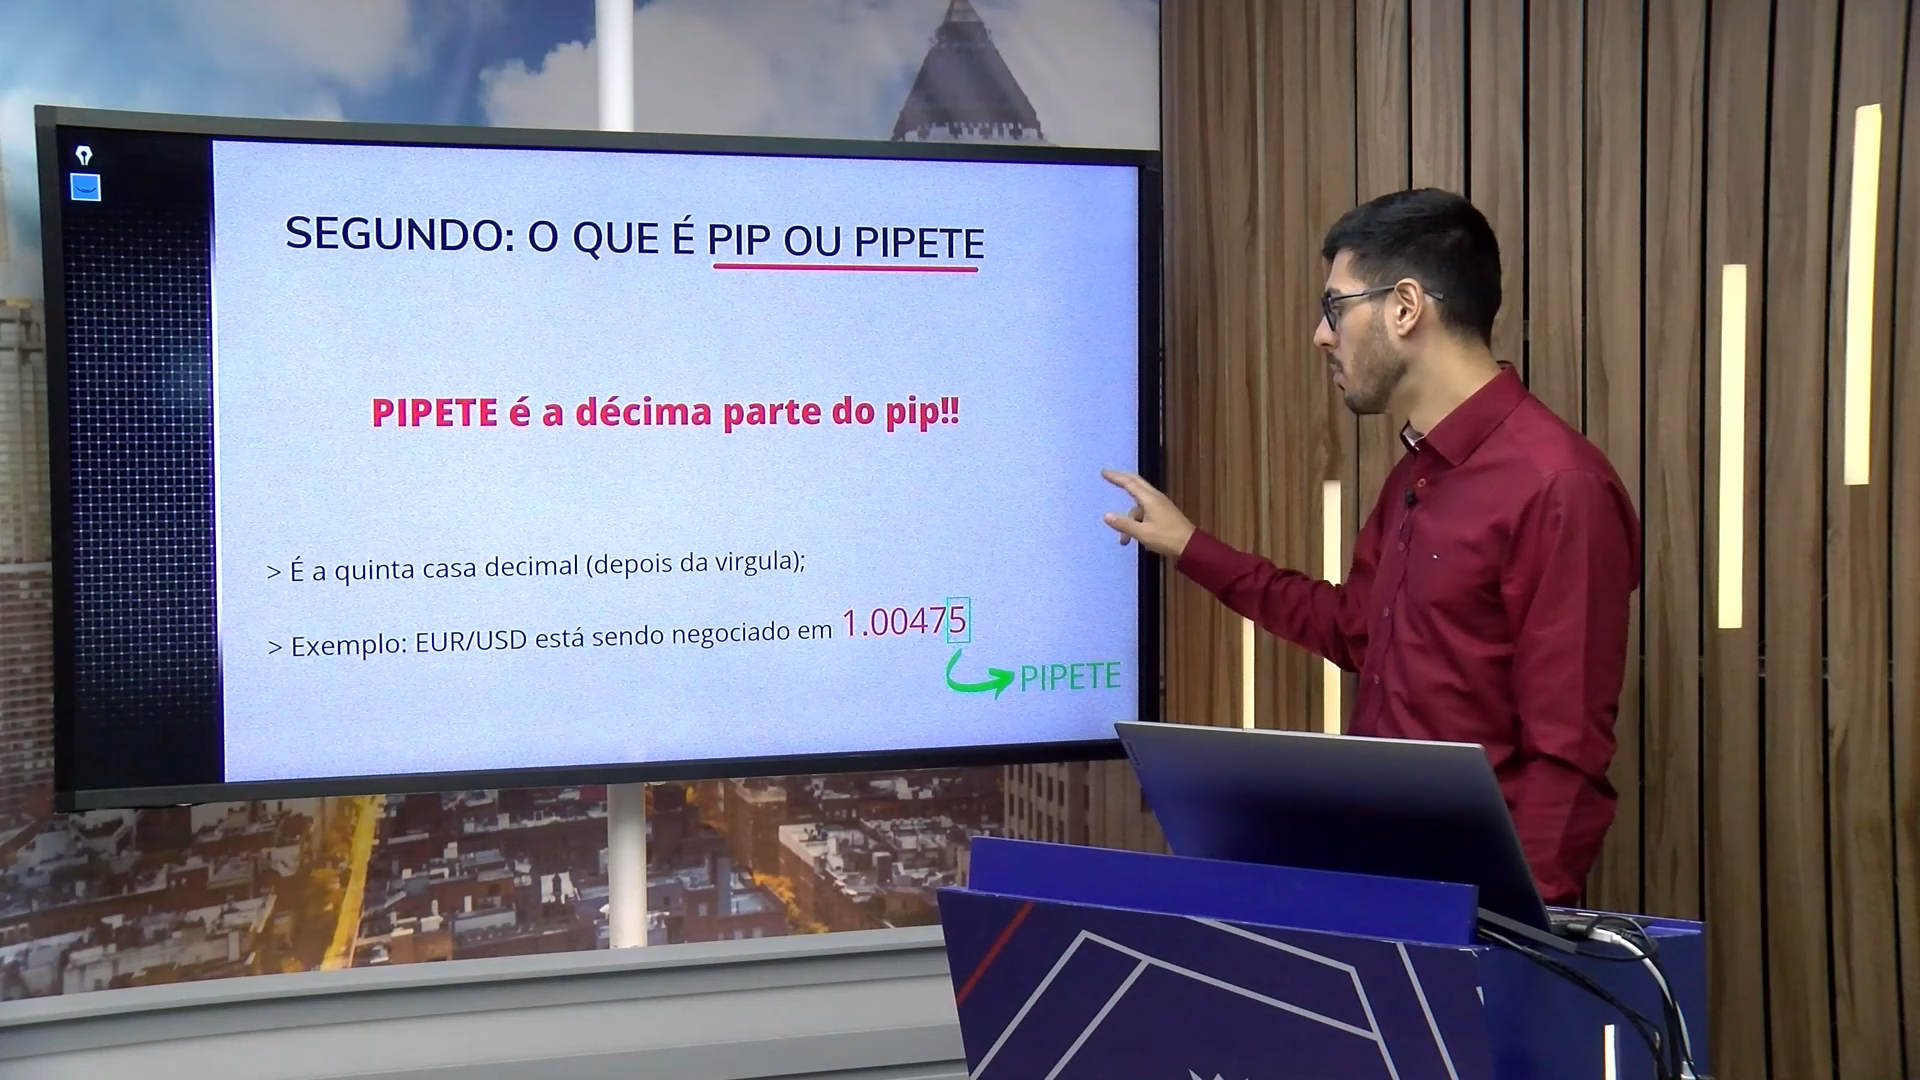 SEGUNDO: O QUE É PIP OU PIPETE
PIPETE é a décima parte do pip!!
> É a quinta casa decimal (depois da virgula);
> Exemplo: EUR/USD está sendo negociado em 1.00475
PIPETE